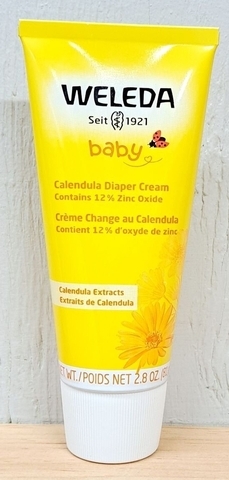 WELEDA
Seit 1921
baby
Calendula Diaper Cream
Contains 12% Zinc Oxide
Crème Change au Calendula
Contient 12% d'oxyde de zinc
Calendula Extracts
Extraits de Calendula
WT./POIDS NET 2.8 OZ.